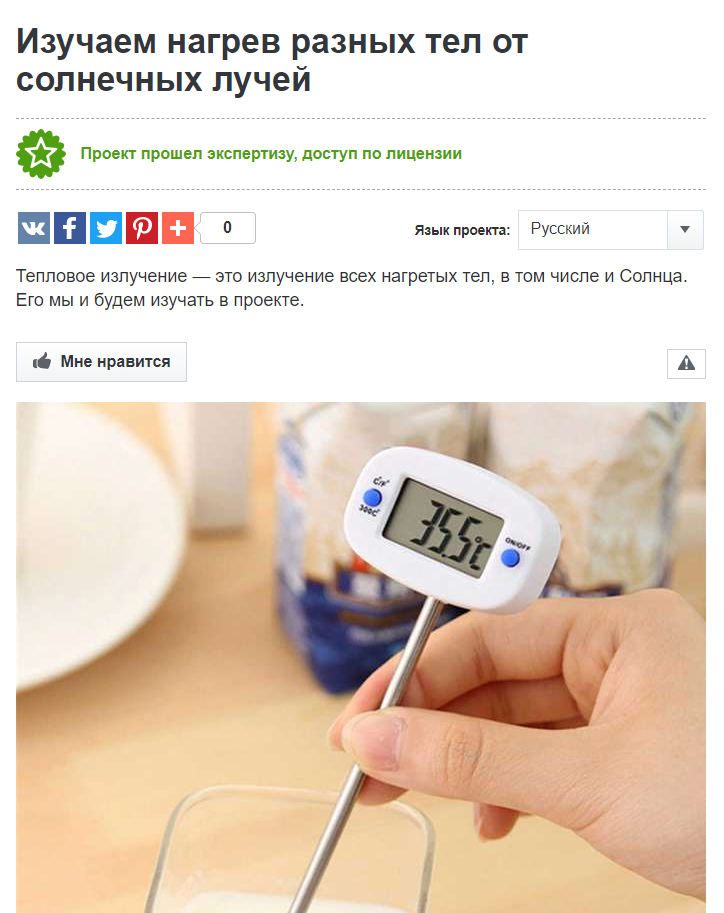 Изучаем нагрев разных тел от
солнечных лучей
Проект прошел экспертизу, доступ по лицензии
0
Язык проекта:
Русский
Тепловое излучение — это излучение всех нагретых тел, в том числе и Солнца.
Его мы и будем изучать в проекте.
Мне нравится
C/F
300C°
35.5°C
ON/OFF